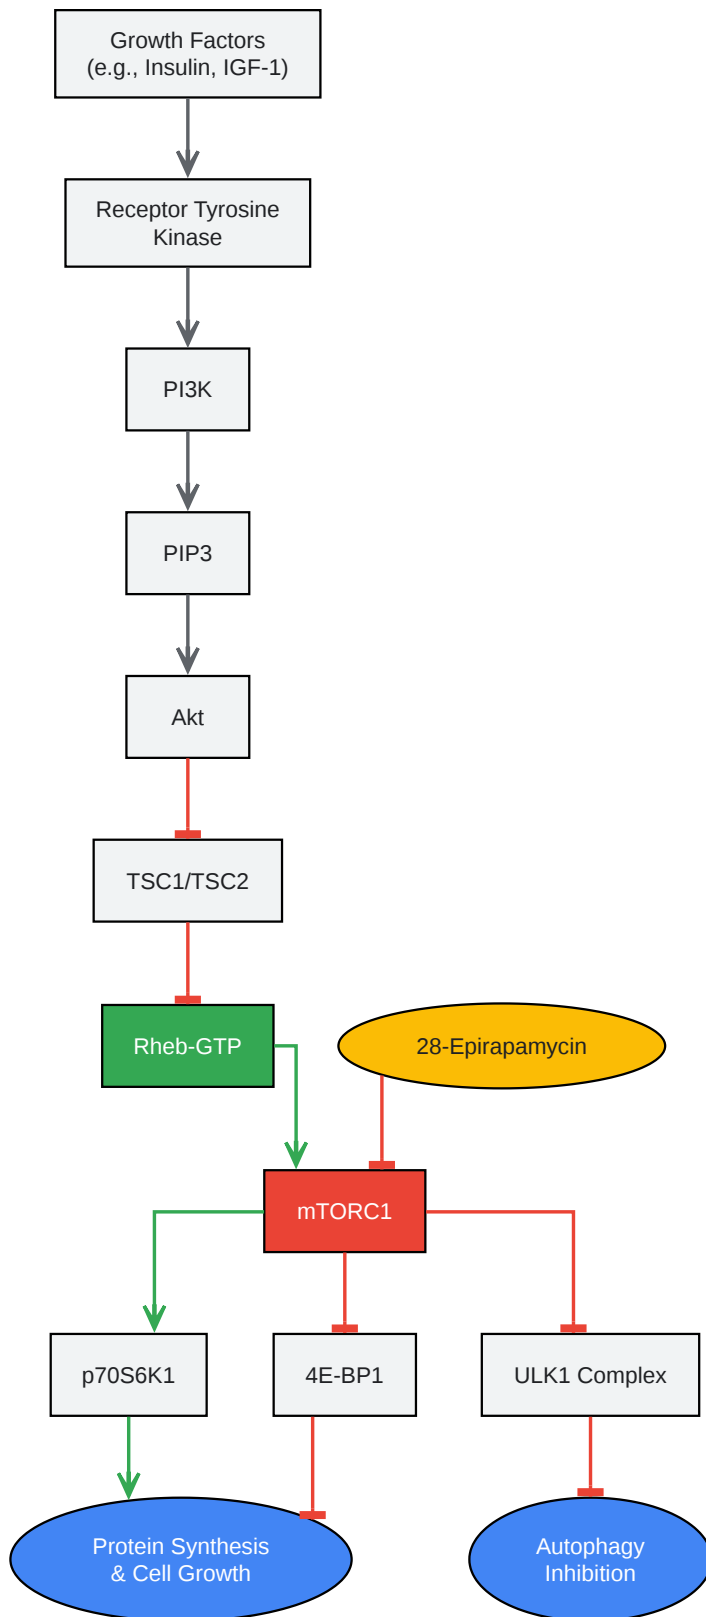 Growth Factors
(e.g., Insulin, IGF-1)
Receptor Tyrosine
Kinase
PI3K
PIP3
Akt
TSC1/TSC2
Rheb-GTP
28-Epirapamycin
mTORC1
p70S6K1
4E-BP1
ULK1 Complex
Protein Synthesis
& Cell Growth
Autophagy
Inhibition